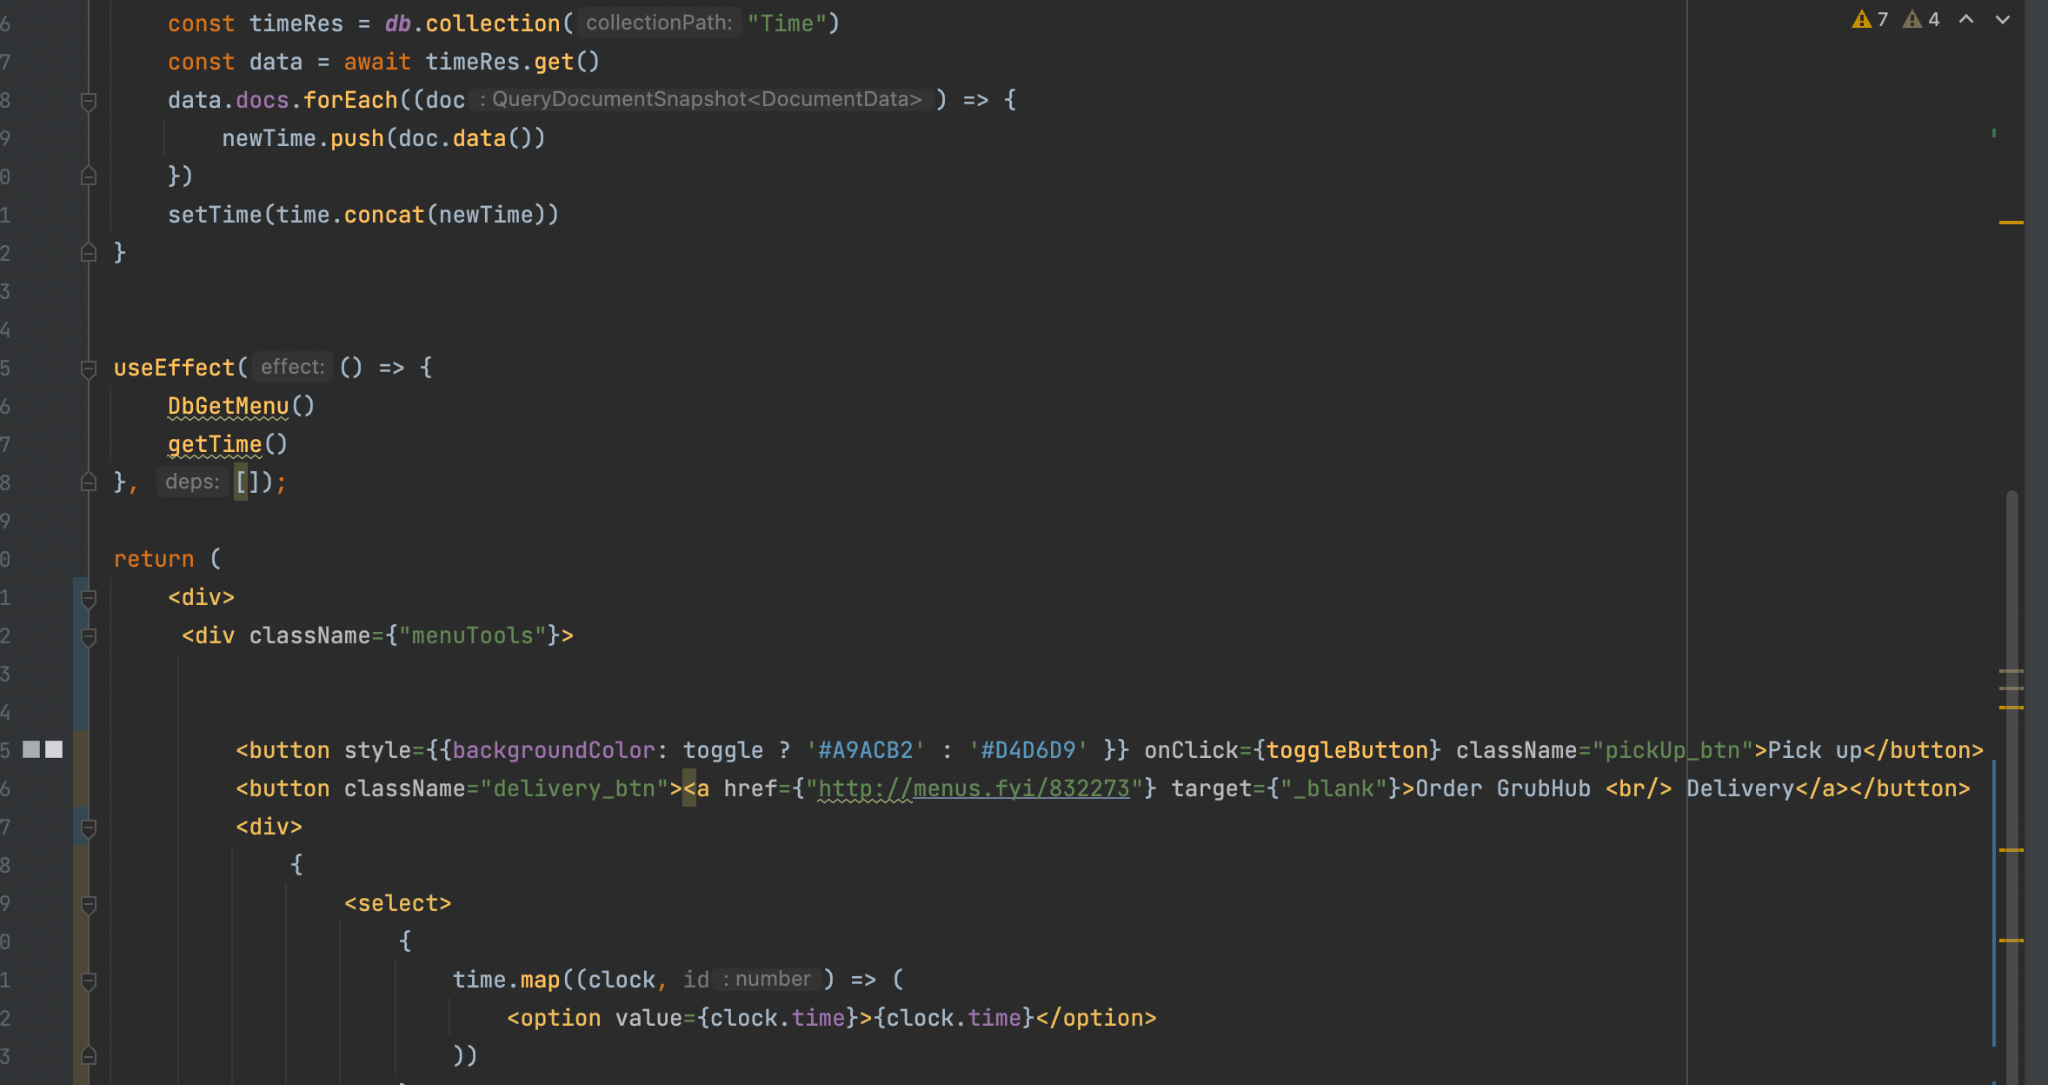 6 const timeRes = db.collection( collectionPath: "Time")
7 const data = await timeRes.get()
8 data.docs.forEach((doc : QueryDocumentSnapshot<DocumentData> ) => {
9 newTime.push(doc.data())
0 })
1 setTime(time.concat(newTime))
2 }
3
4
5 useEffect( effect: () => {
6 DbGetMenu()
7 getTime()
8 }, deps: []);
9
0 return (
1 <div>
2 <div className={"menuTools"}>
3
4
5 <button style={{backgroundColor: toggle ? '#A9ACB2' : '#D4D6D9' }} onClick={toggleButton} className="pickUp_btn">Pick up</button>
6 <button className="delivery_btn"><a href={"http://menus.fyi/832273"} target={"_blank"}>Order GrubHub <br/> Delivery</a></button>
7 <div>
8 {
9 <select>
0 {
1 time.map((clock, id : number ) => (
2 <option value={clock.time}>{clock.time}</option>
3 ))
7 4